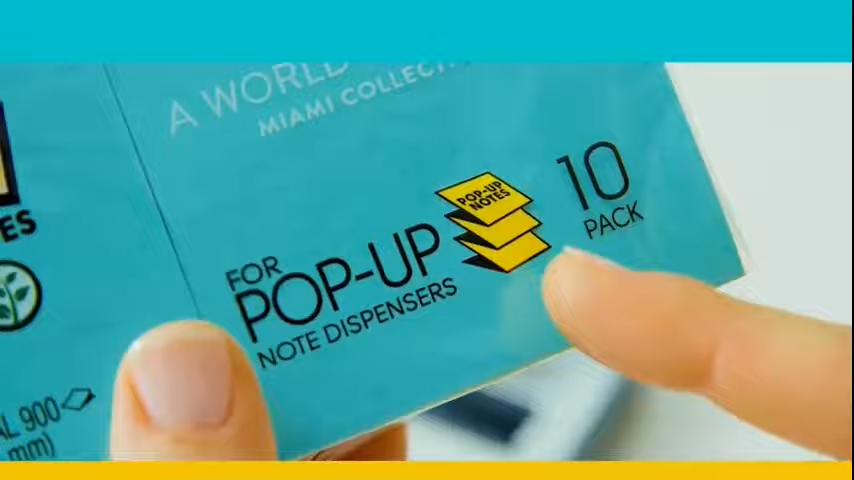 A WORLD
MIAMI COLLECT
10
PACK
POP-UP
NOTES
FOR
POP-UP
NOTE DISPENSERS
ES
AL 900
mm)